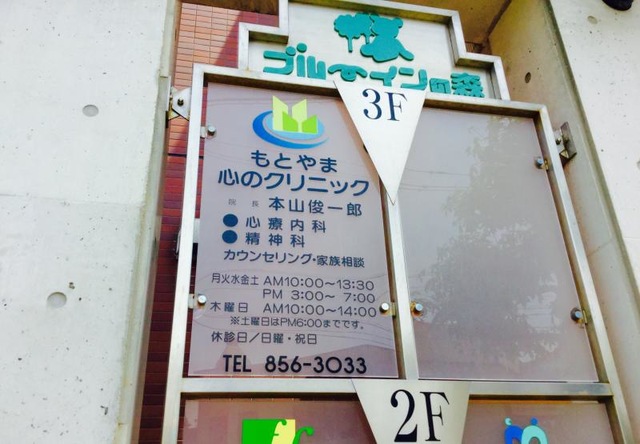 ブルーメインの森
3F
もとやま
心のクリニック
院長 本山俊一郎
●心療内科
●精神科
カウンセリング・家族相談
月火水金土 AM10:00〜13:30
PM 3:00〜 7:00
木曜日 AM10:00〜14:00
※土曜日はPM6:00までです。
休診日/日曜・祝日
TEL 856-3033
2F